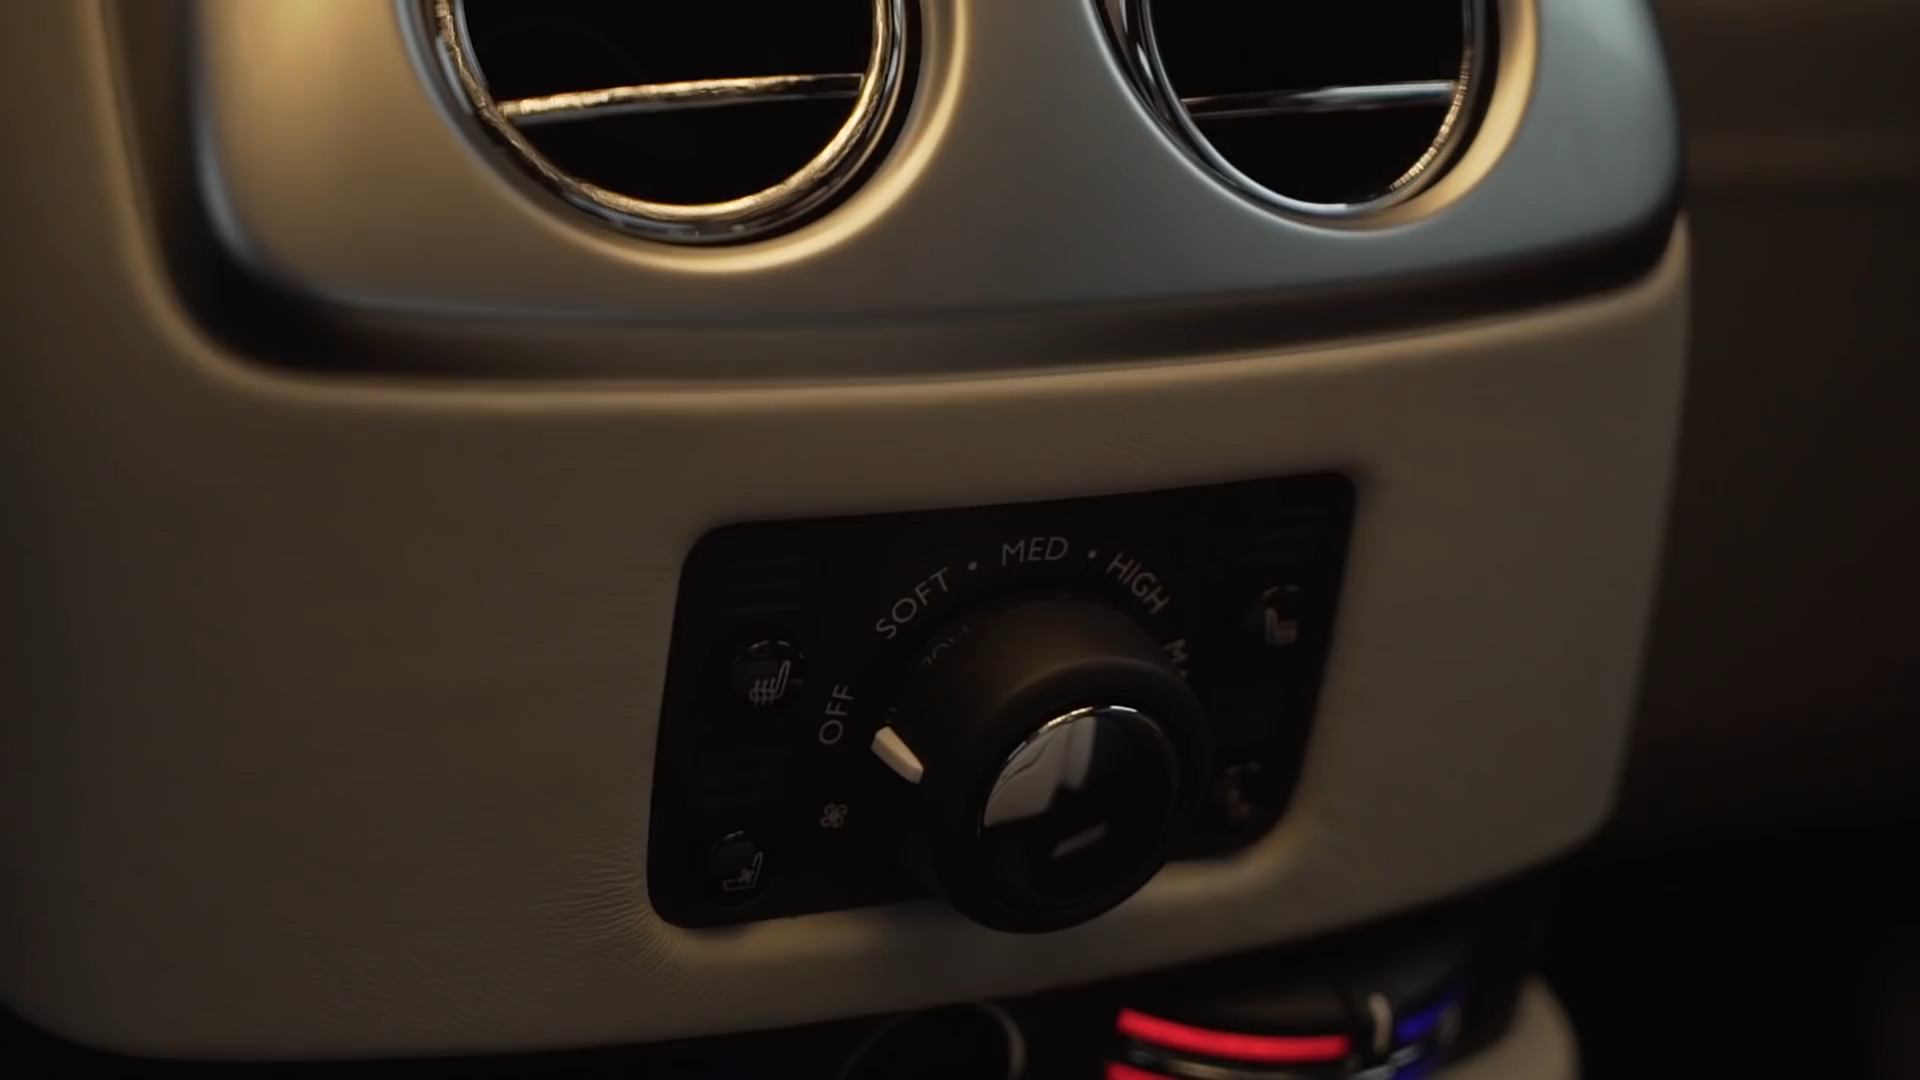 OFF
SOFT • MED • HIGH